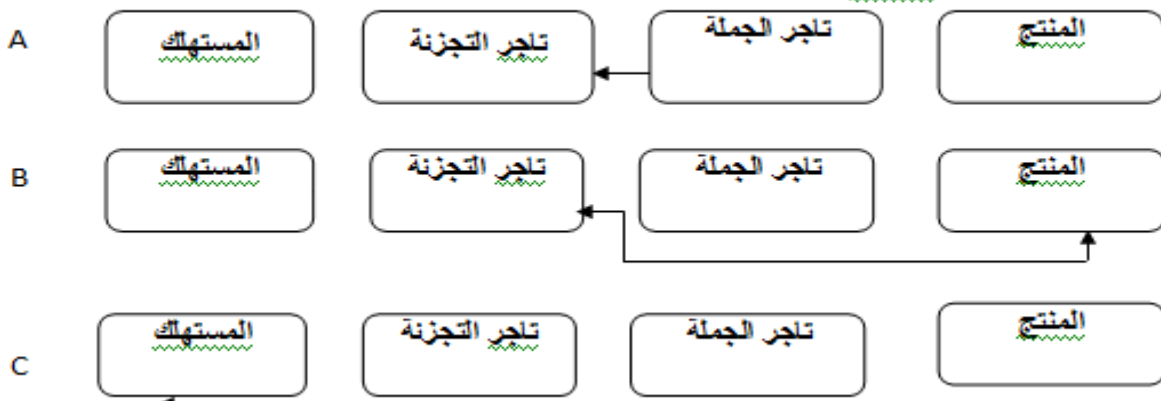 A المنتج تاجر الجملة تاجر التجزئة المستهلك
B المنتج تاجر الجملة تاجر التجزئة المستهلك
C المنتج تاجر الجملة تاجر التجزئة المستهلك